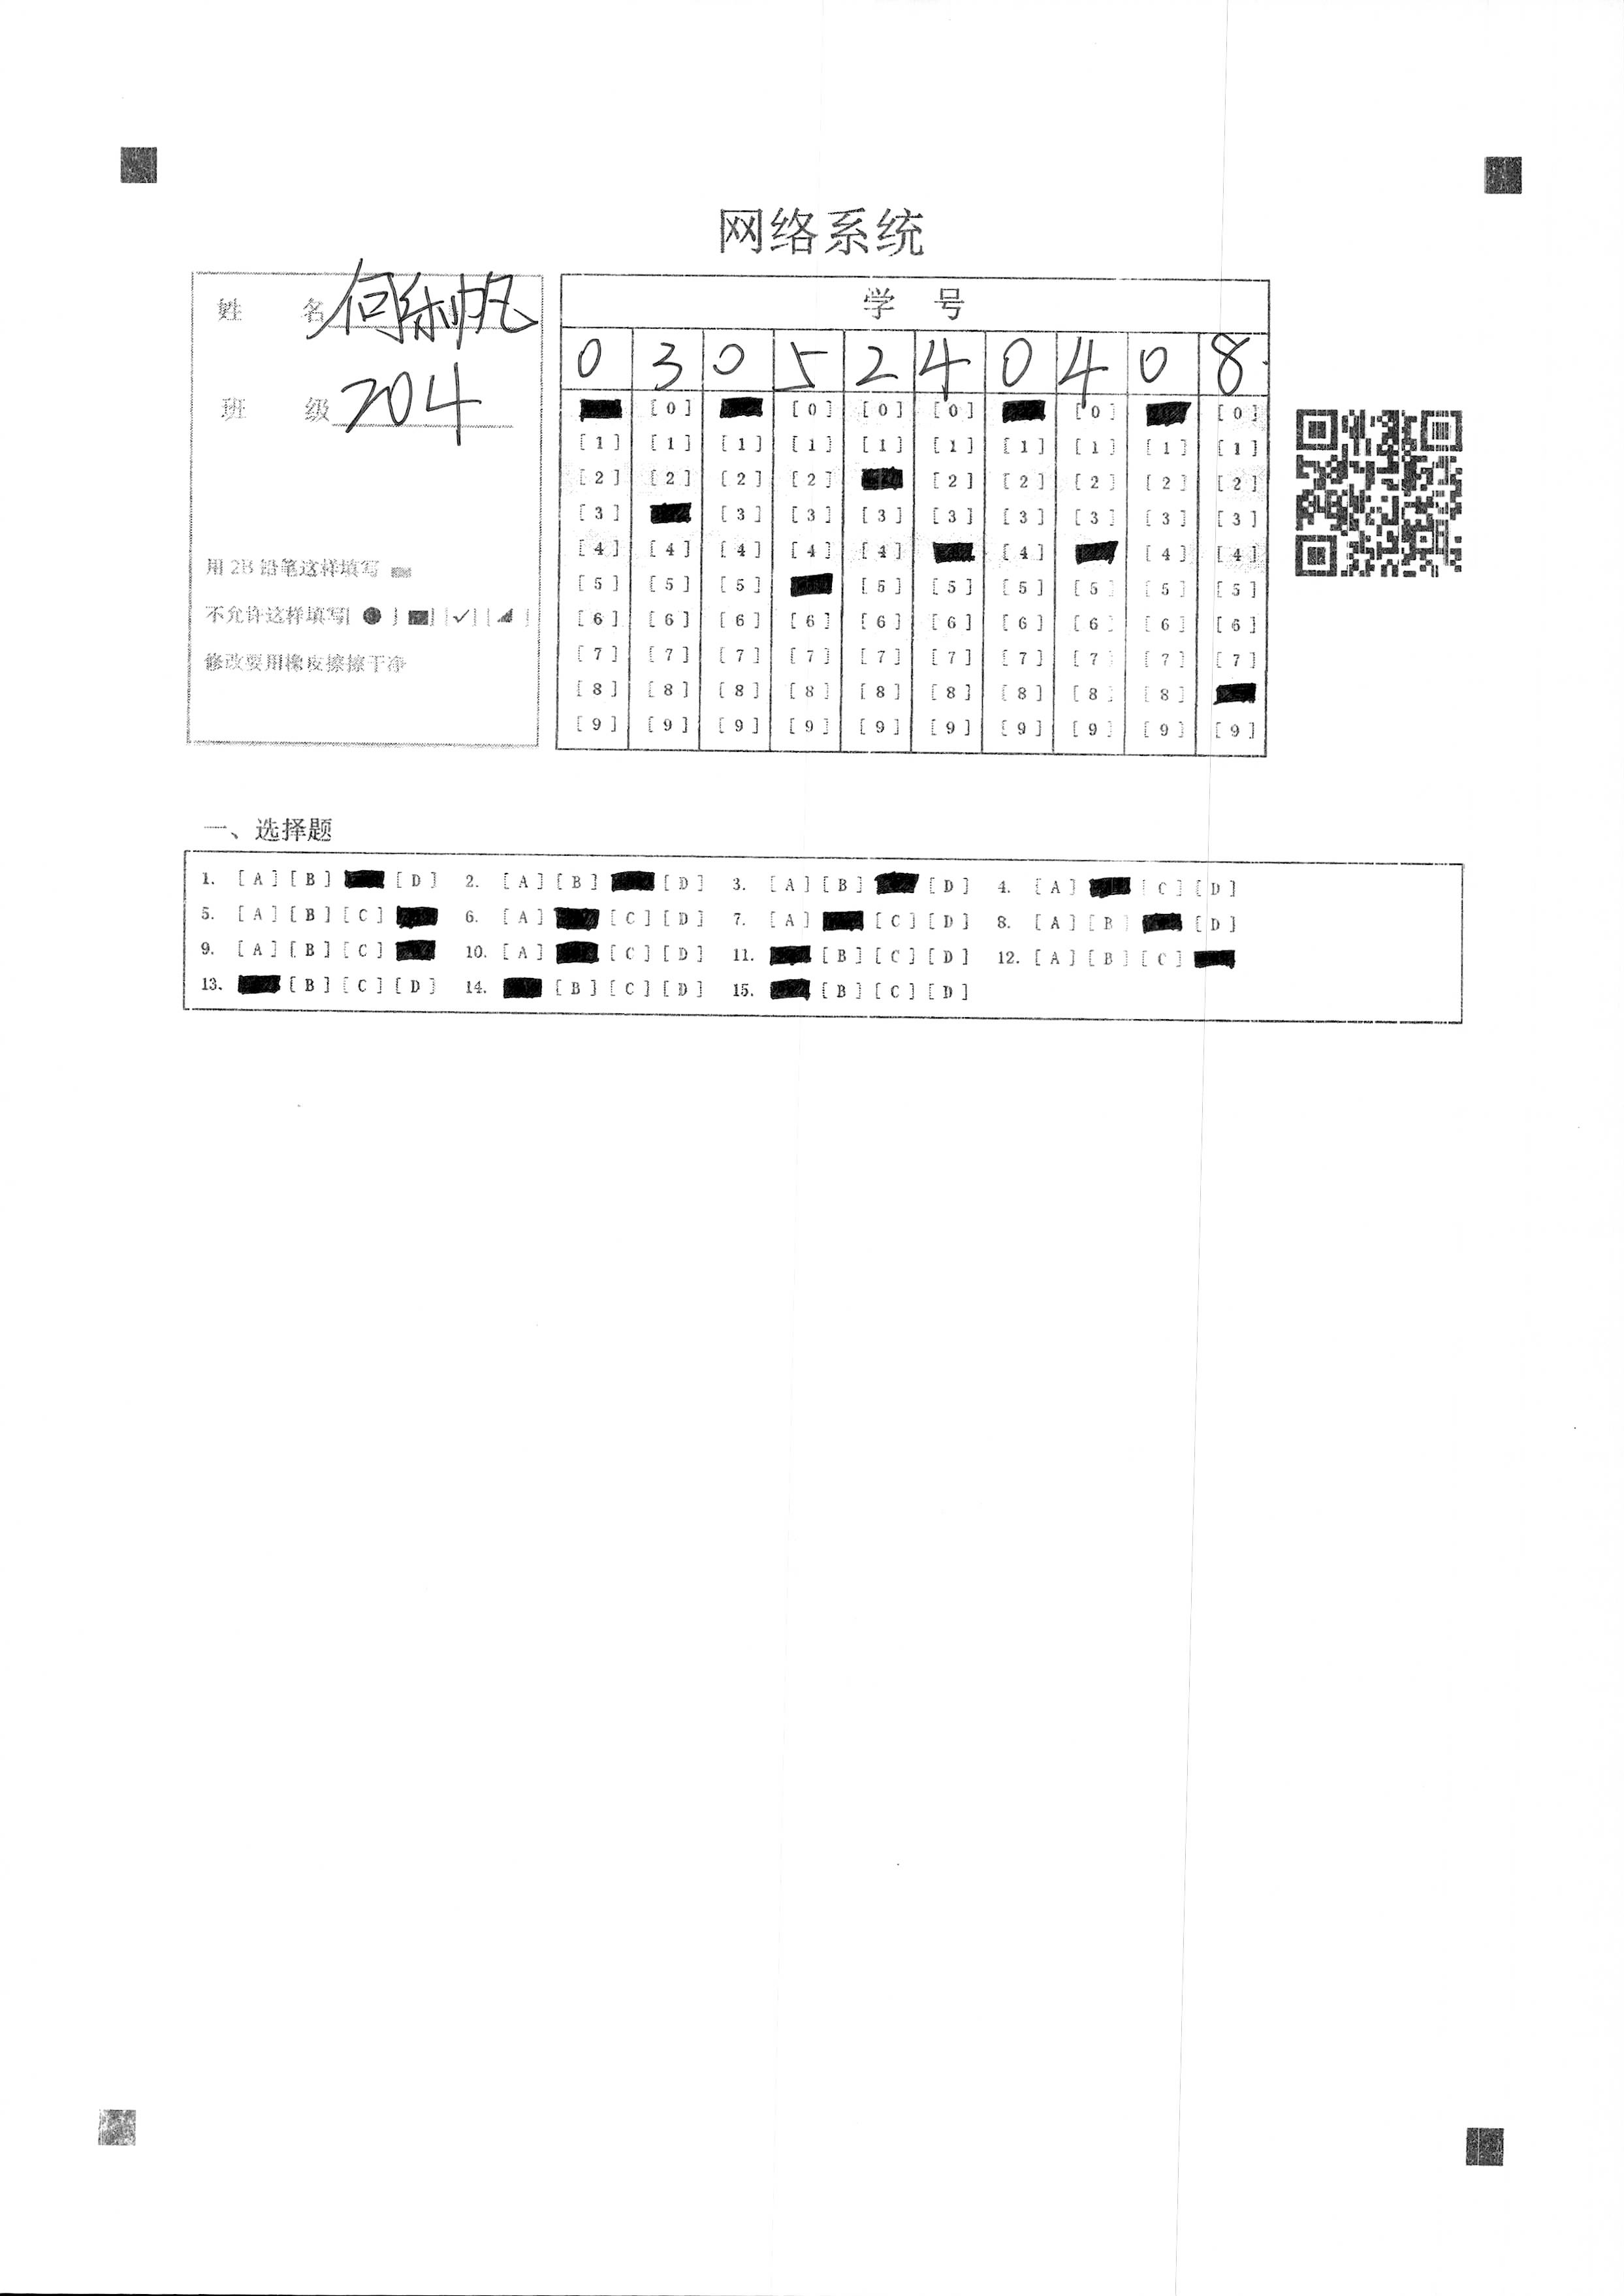 网络系统
姓 名 何 帆
班 级 204
用 2B 铅笔这样填写
不允许这样填写[ ● ] [■] [✓] [◢ ]
修改要用橡皮擦擦干净
学 号
0 3 0 5 2 4 0 4 0 8
[0] [0] [0] [0] [0] [0]
[1] [1] [1] [1] [1] [1] [1] [1] [1] [1]
[2] [2] [2] [2] [2] [2] [2] [2] [2]
[3] [3] [3] [3] [3] [3] [3] [3] [3]
[4] [4] [4] [4] [4] [4] [4] [4]
[5] [5] [5] [5] [5] [5] [5] [5] [5]
[6] [6] [6] [6] [6] [6] [6] [6] [6] [6]
[7] [7] [7] [7] [7] [7] [7] [7] [7] [7]
[8] [8] [8] [8] [8] [8] [8] [8] [8]
[9] [9] [9] [9] [9] [9] [9] [9] [9] [9]
一、选择题
1. [A] [B] [D] 2. [A] [B] [D] 3. [A] [B] [D] 4. [A] [C] [D]
5. [A] [B] [C] 6. [A] [C] [D] 7. [A] [C] [D] 8. [A] [B] [D]
9. [A] [B] [C] 10. [A] [C] [D] 11. [B] [C] [D] 12. [A] [B] [C]
13. [B] [C] [D] 14. [B] [C] [D] 15. [B] [C] [D]